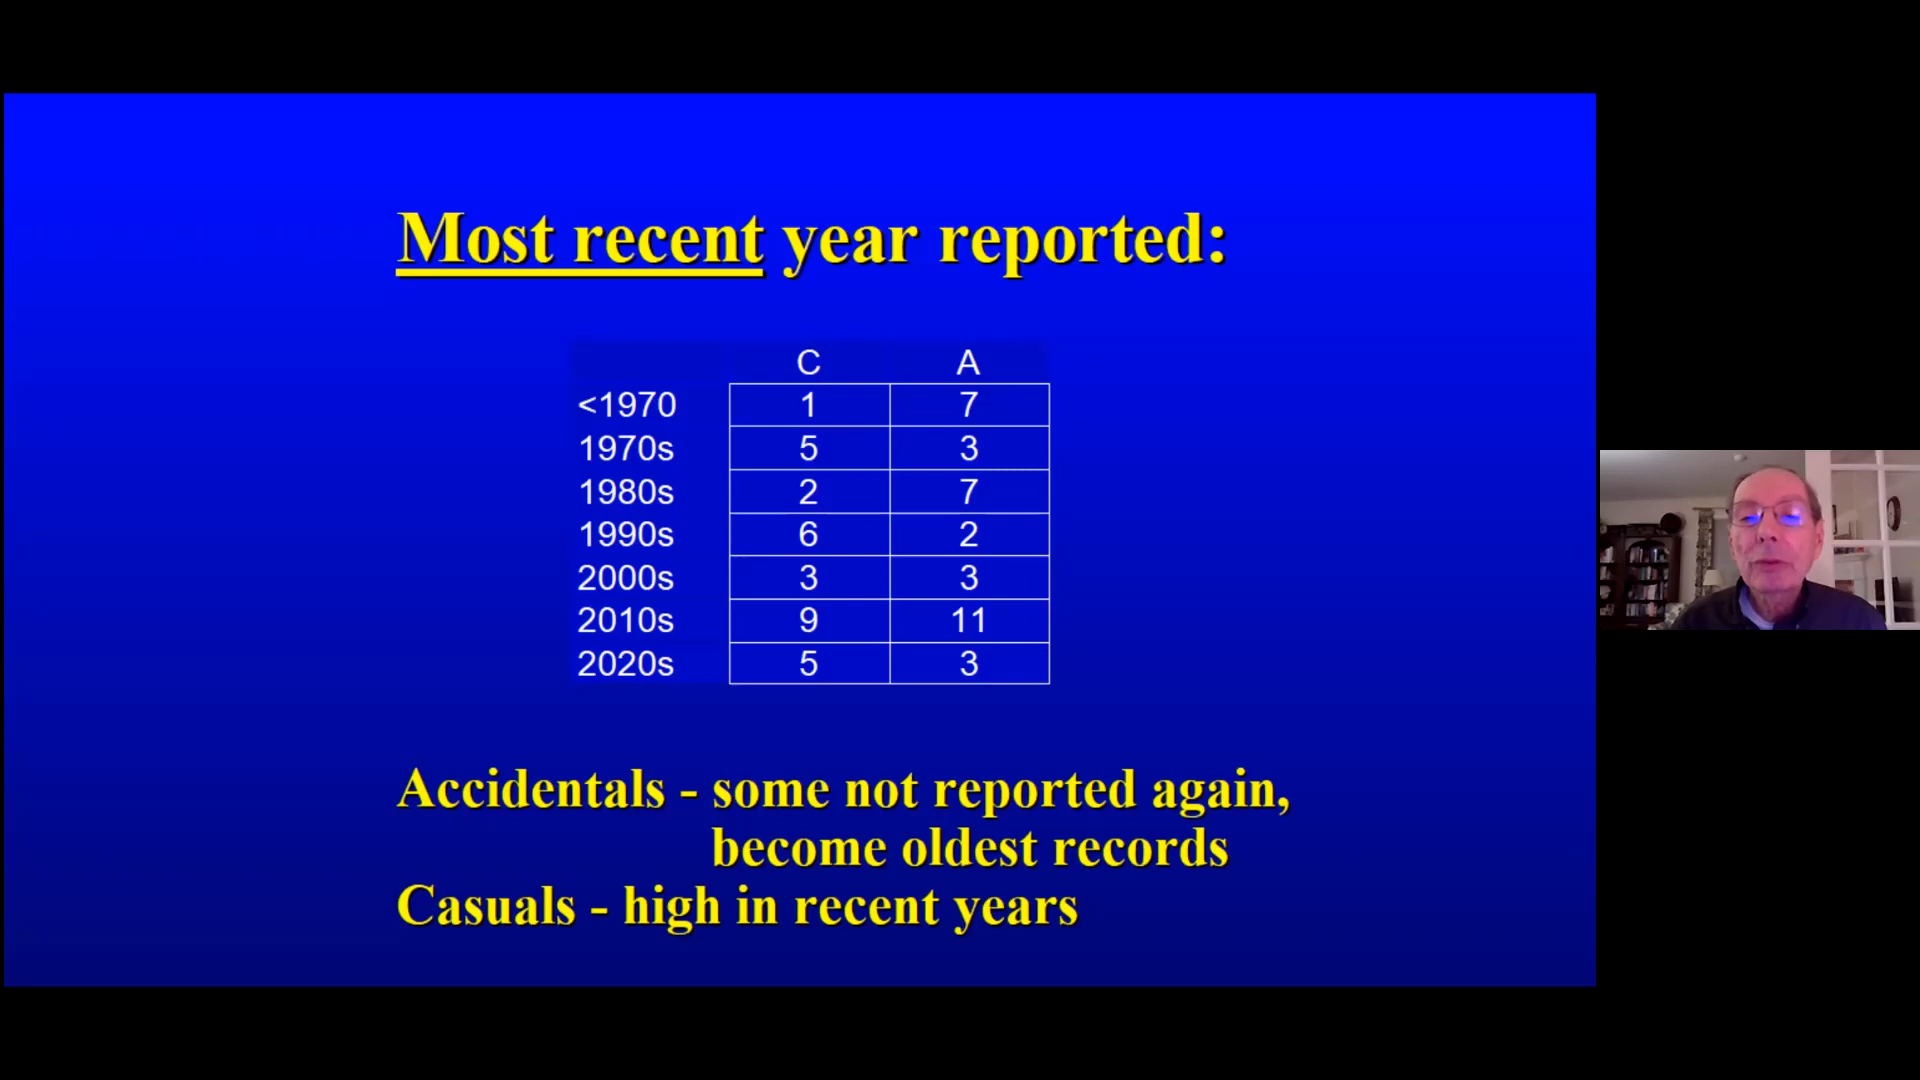 Most recent year reported:
C A
<1970 1 7
1970s 5 3
1980s 2 7
1990s 6 2
2000s 3 3
2010s 9 11
2020s 5 3
Accidentals - some not reported again,
become oldest records
Casuals - high in recent years